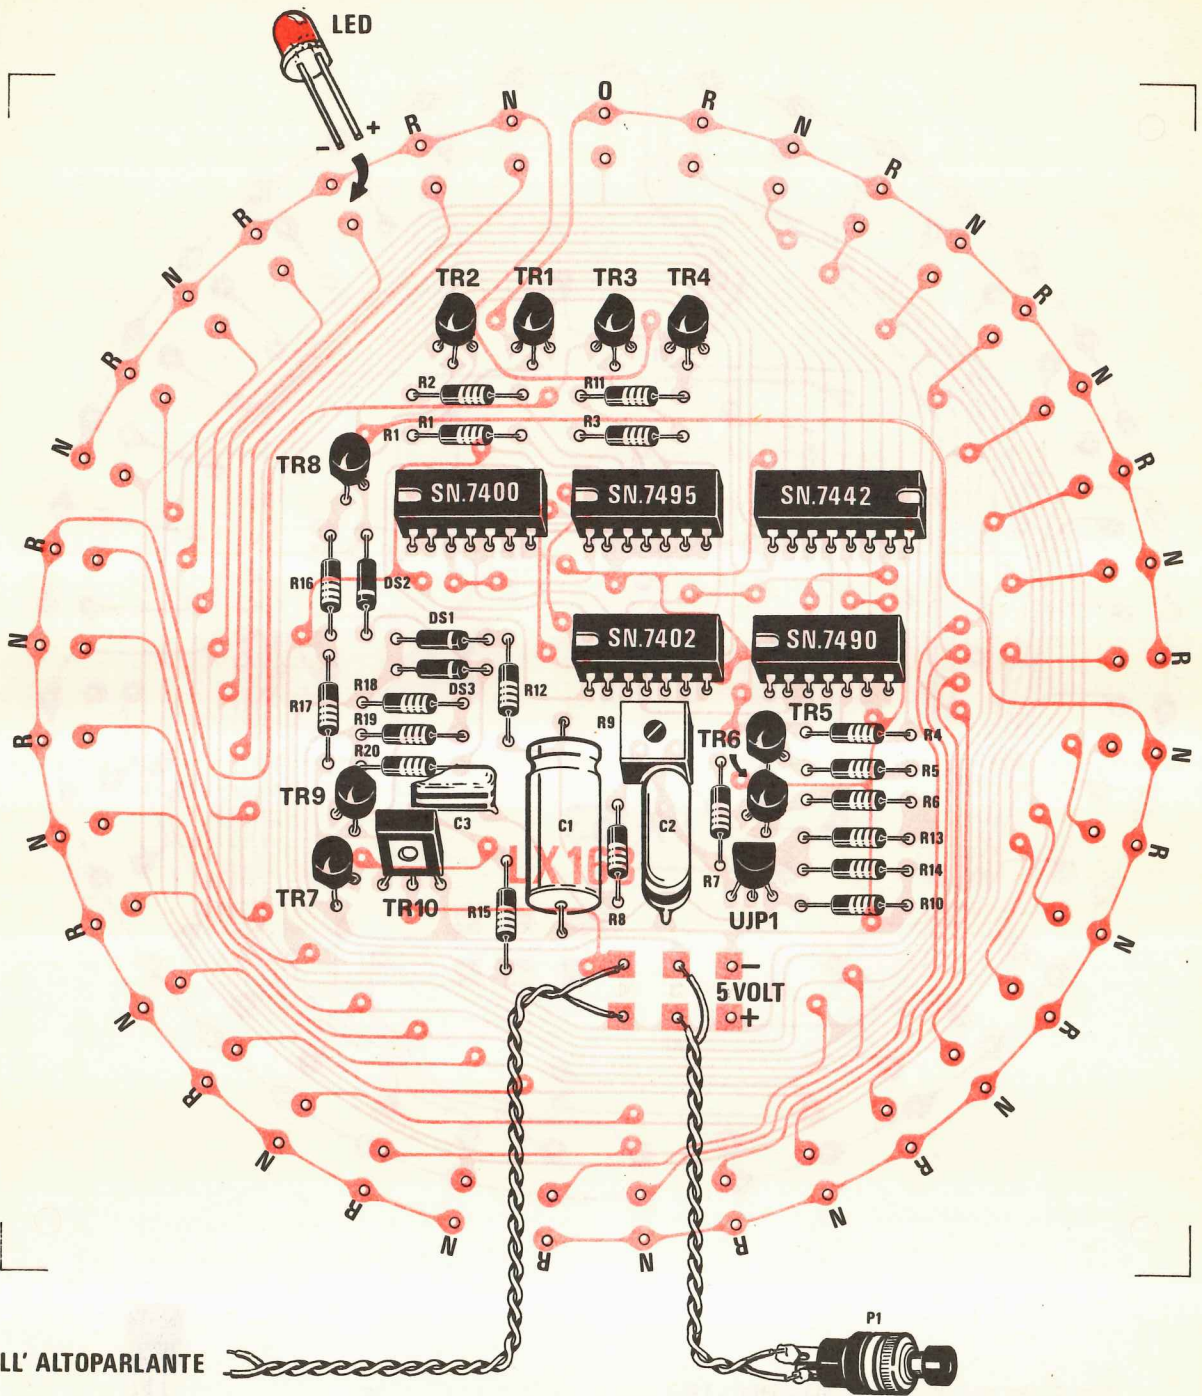 LED
+
-
O
R
N
R
N
R
N
R
N
R
N
R
N
R
N
R
N
R
N
R
N
R
N
R
N
R
N
R
N
R
N
R
N
R
N
R
N
TR2 TR1 TR3 TR4
R2 R11
R1 R1 R3
TR8
SN.7400 SN.7495 SN.7442
R16 DS2
DS1
SN.7402 SN.7490
DS3
R12
R17 R18
R19
R20
R9
TR5
TR6
R4
R5
R6
R13
R14
R10
TR9
C3
C1
C2
R7
LX168
TR7
TR10
R15
R8
UJP1
-
5 VOLT
+
LL' ALTOPARLANTE
P1